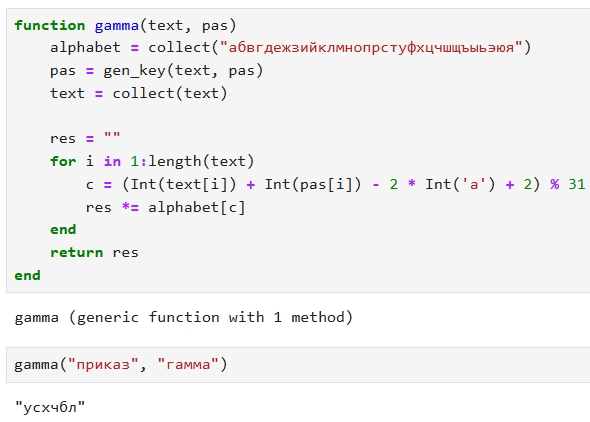 function gamma(text, pas)
    alphabet = collect("абвгдежзийклмнопрстуфхцчшщъыьэюя")
    pas = gen_key(text, pas)
    text = collect(text)

    res = ""
    for i in 1:length(text)
        c = (Int(text[i]) + Int(pas[i]) - 2 * Int('а') + 2) % 31
        res *= alphabet[c]
    end
    return res
end
gamma (generic function with 1 method)
gamma("приказ", "гамма")
"усхчбл"